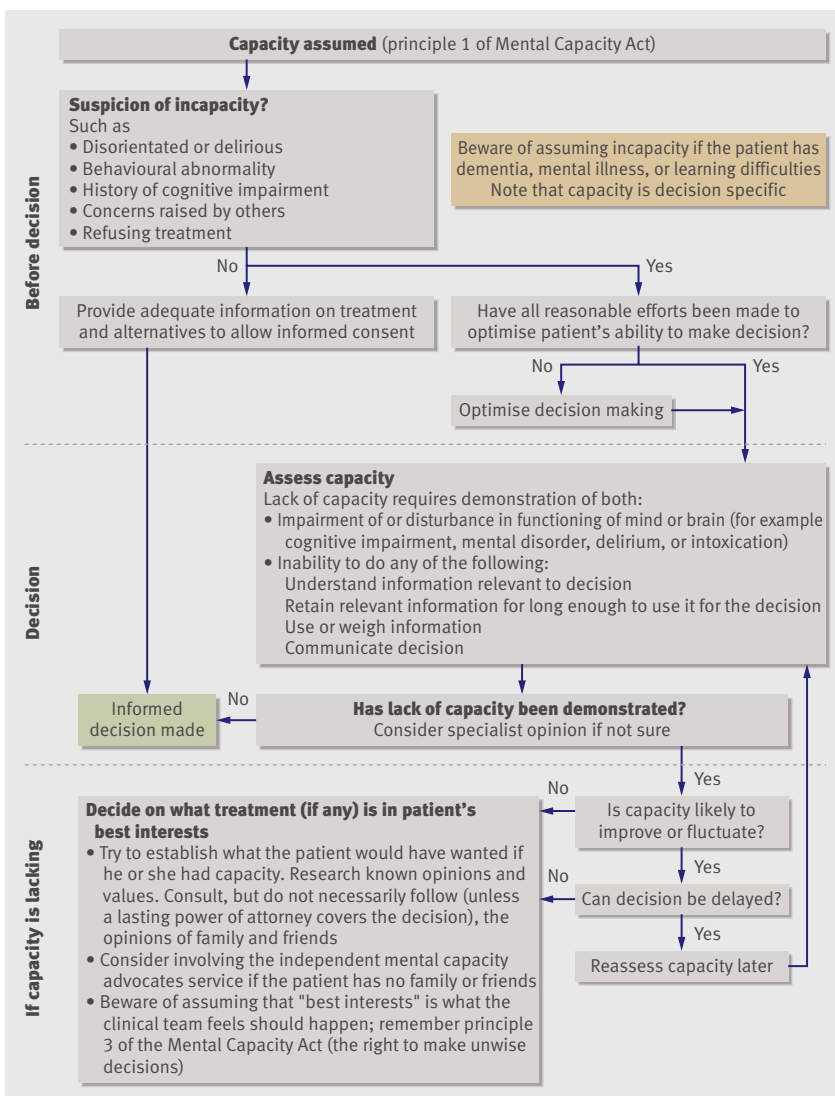 Capacity assumed (principle 1 of Mental Capacity Act)
Before decision
Suspicion of incapacity?
Such as
• Disorientated or delirious
• Behavioural abnormality
• History of cognitive impairment
• Concerns raised by others
• Refusing treatment
Beware of assuming incapacity if the patient has
dementia, mental illness, or learning difficulties
Note that capacity is decision specific
No
Yes
Provide adequate information on treatment
and alternatives to allow informed consent
Have all reasonable efforts been made to
optimise patient's ability to make decision?
No
Yes
Optimise decision making
Decision
Assess capacity
Lack of capacity requires demonstration of both:
• Impairment of or disturbance in functioning of mind or brain (for example
cognitive impairment, mental disorder, delirium, or intoxication)
• Inability to do any of the following:
Understand information relevant to decision
Retain relevant information for long enough to use it for the decision
Use or weigh information
Communicate decision
Informed
decision made
No
Has lack of capacity been demonstrated?
Consider specialist opinion if not sure
Yes
If capacity is lacking
Decide on what treatment (if any) is in patient's
best interests
• Try to establish what the patient would have wanted if
he or she had capacity. Research known opinions and
values. Consult, but do not necessarily follow (unless
a lasting power of attorney covers the decision), the
opinions of family and friends
• Consider involving the independent mental capacity
advocates service if the patient has no family or friends
• Beware of assuming that "best interests" is what the
clinical team feels should happen; remember principle
3 of the Mental Capacity Act (the right to make unwise
decisions)
No
Is capacity likely to
improve or fluctuate?
Yes
No
Can decision be delayed?
Yes
Reassess capacity later